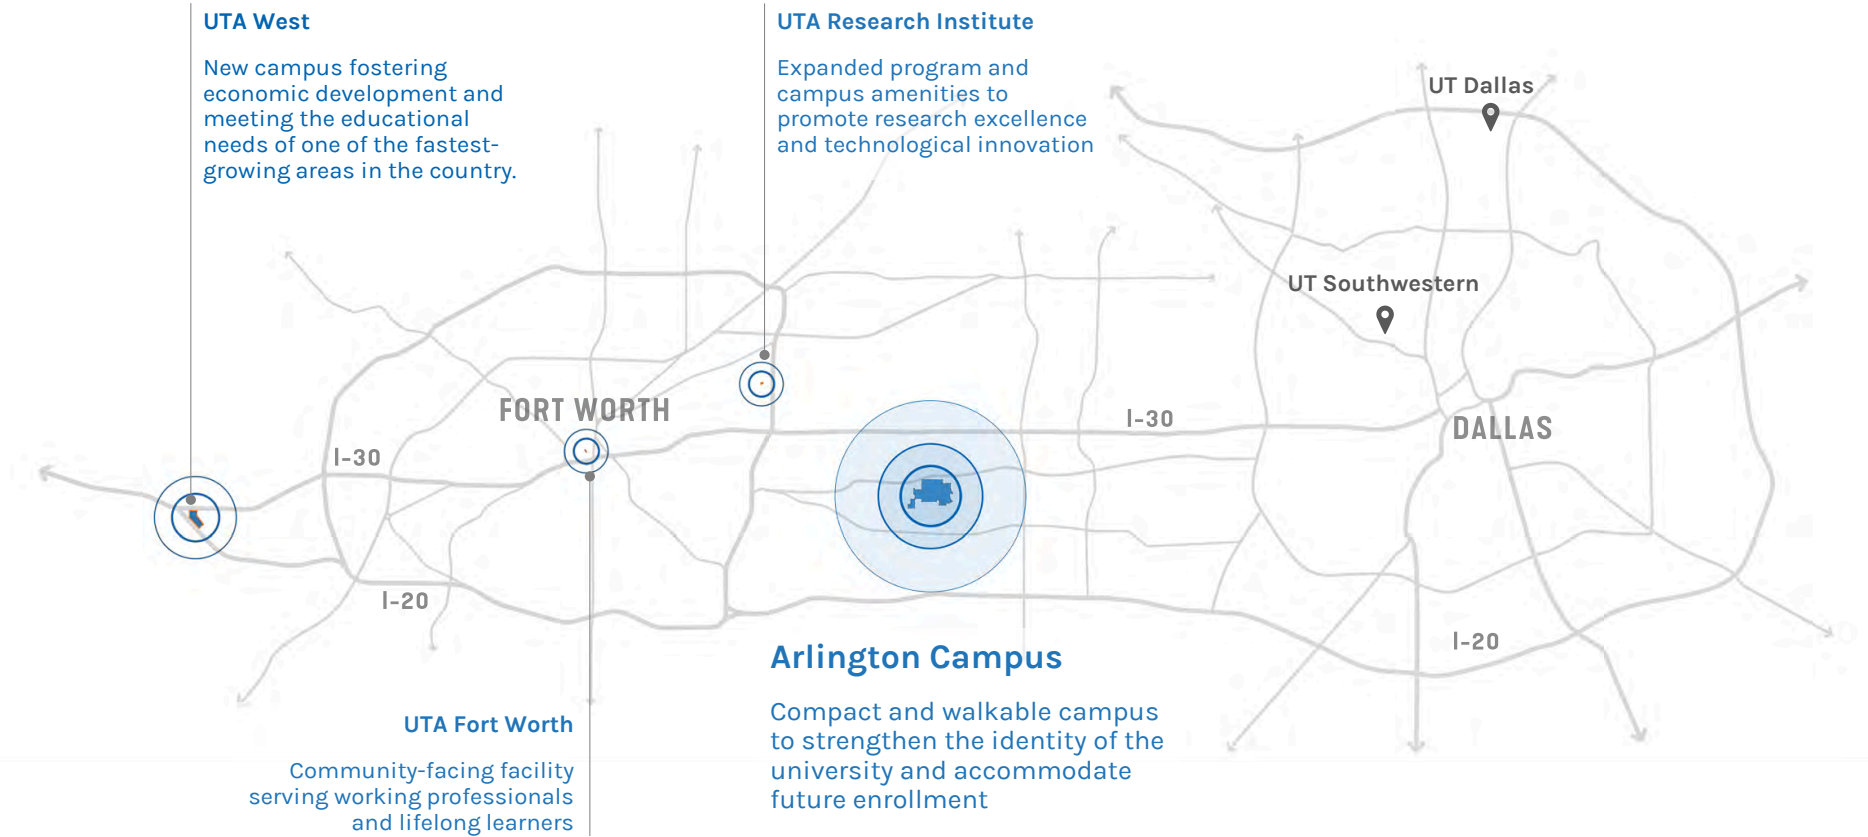 UTA West
New campus fostering
economic development and
meeting the educational
needs of one of the fastest-
growing areas in the country.
UTA Research Institute
Expanded program and
campus amenities to
promote research excellence
and technological innovation
UT Dallas
UT Southwestern
FORT WORTH
I-30
DALLAS
I-30
I-20
I-20
Arlington Campus
Compact and walkable campus
to strengthen the identity of the
university and accommodate
future enrollment
UTA Fort Worth
Community-facing facility
serving working professionals
and lifelong learners